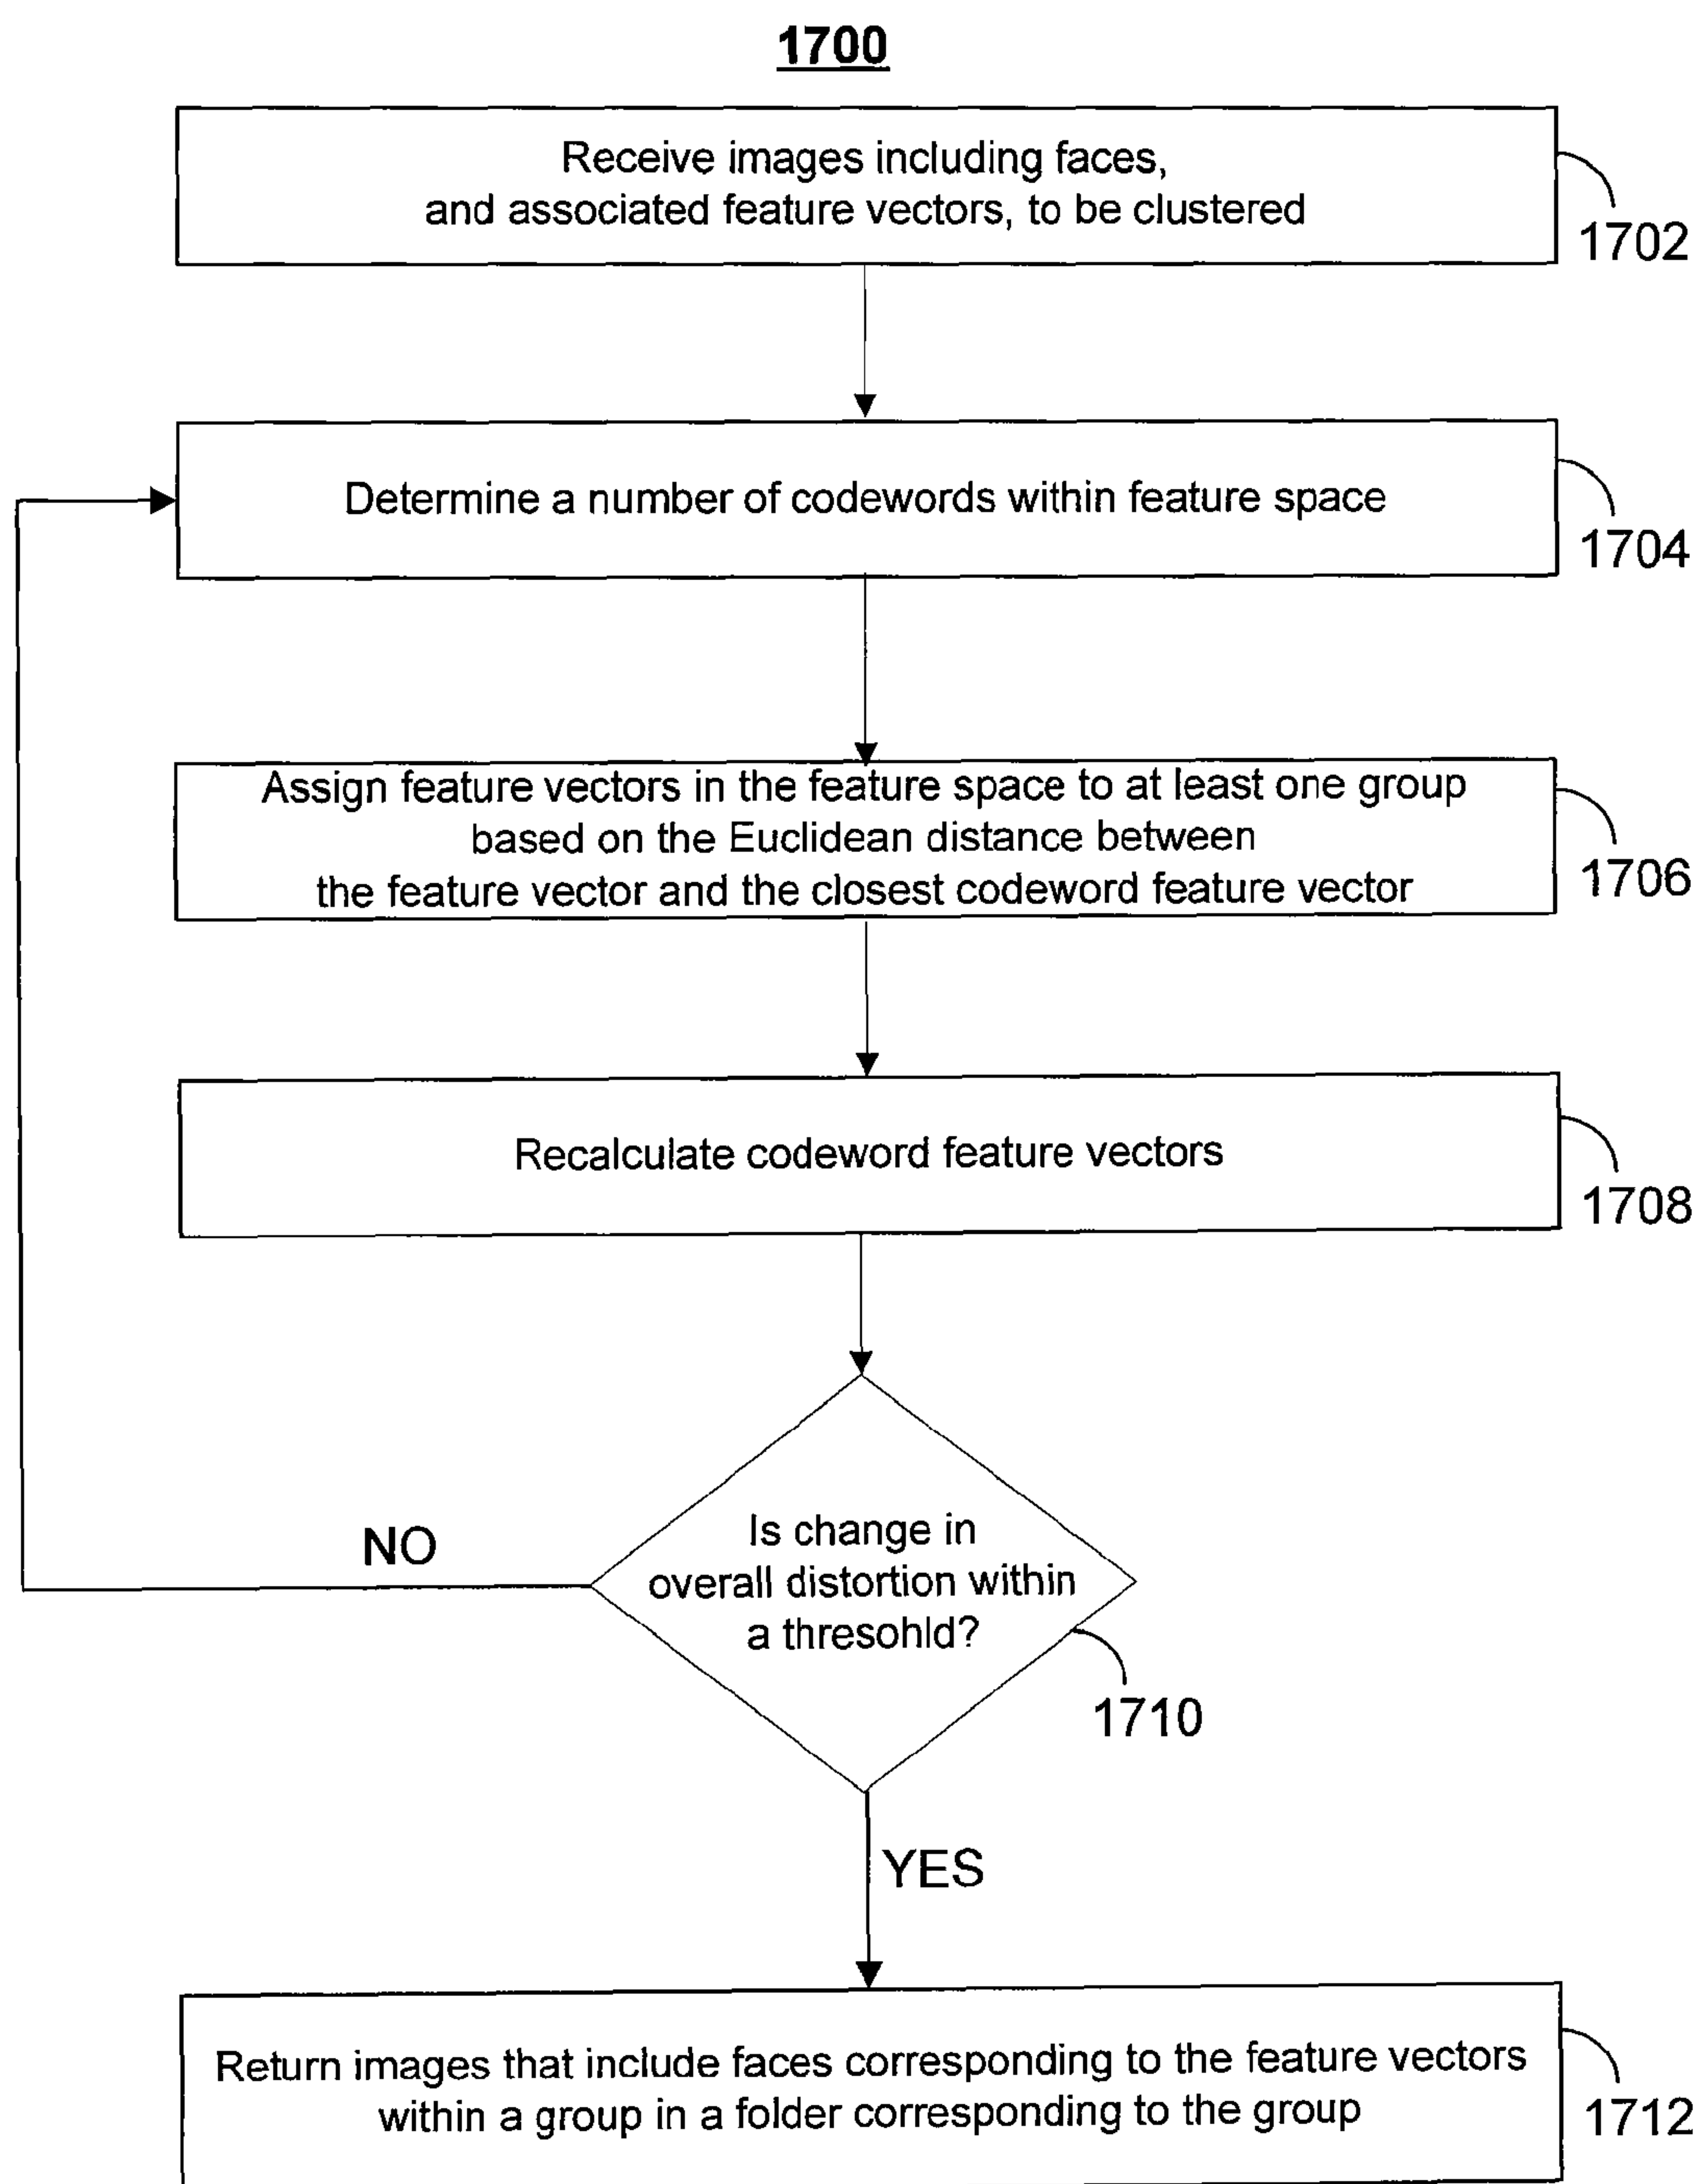 1700
Receive images including faces,
and associated feature vectors, to be clustered
1702
Determine a number of codewords within feature space
1704
Assign feature vectors in the feature space to at least one group
based on the Euclidean distance between
the feature vector and the closest codeword feature vector
1706
Recalculate codeword feature vectors
1708
Is change in
overall distortion within
a thresohld?
NO
1710
YES
Return images that include faces corresponding to the feature vectors
within a group in a folder corresponding to the group
1712